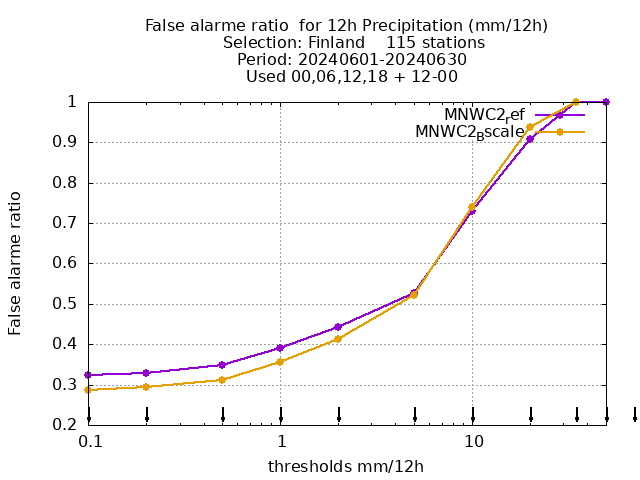 False alarme ratio  for 12h Precipitation (mm/12h)
Selection: Finland    115 stations
Period: 20240601-20240630
Used 00,06,12,18 + 12-00
MNWC2_ref
MNWC2_Bscale
1
0.9
0.8
0.7
0.6
0.5
0.4
0.3
0.2
False alarme ratio
0.1 1 10
thresholds mm/12h